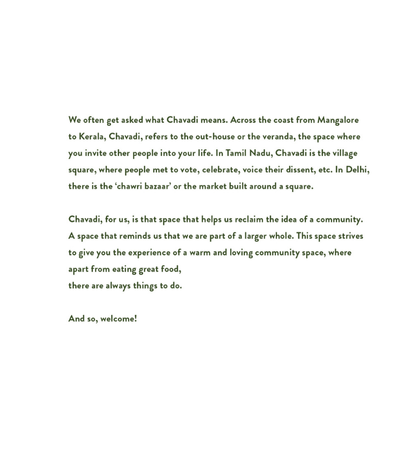 We often get asked what Chavadi means. Across the coast from Mangalore
to Kerala, Chavadi, refers to the out-house or the veranda, the space where
you invite other people into your life. In Tamil Nadu, Chavadi is the village
square, where people met to vote, celebrate, voice their dissent, etc. In Delhi,
there is the ‘chawri bazaar’ or the market built around a square.

Chavadi, for us, is that space that helps us reclaim the idea of a community.
A space that reminds us that we are part of a larger whole. This space strives
to give you the experience of a warm and loving community space, where
apart from eating great food,
there are always things to do.

And so, welcome!